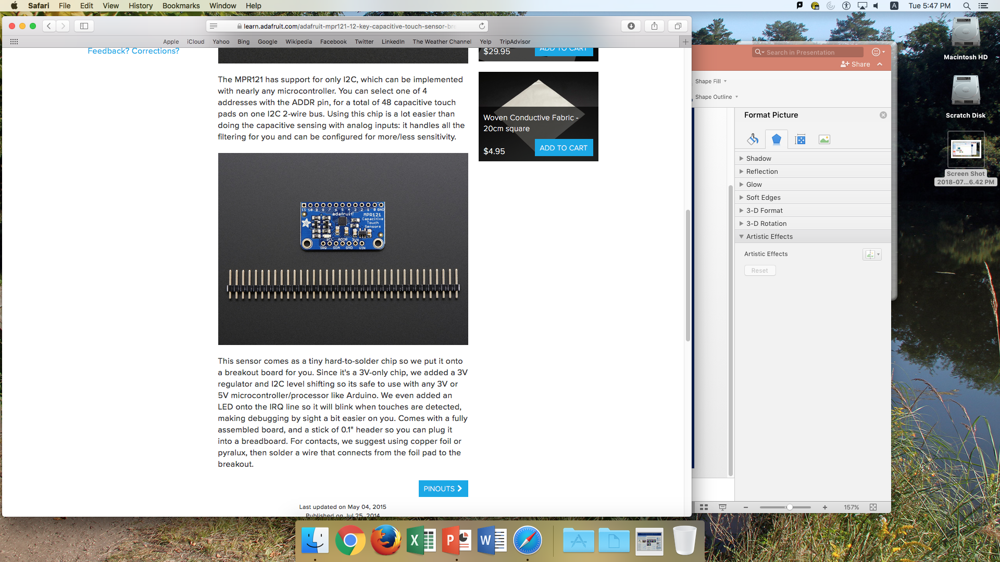 Safari File Edit View History Bookmarks Window Help
A Tue 5:47 PM
learn.adafruit.com/adafruit-mpr121-12-key-capacitive-touch-sensor-bre
Apple iCloud Yahoo Bing Google Wikipedia Facebook Twitter LinkedIn The Weather Channel Yelp TripAdvisor
Feedback? Corrections?
$29.95 ADD TO CART
The MPR121 has support for only I2C, which can be implemented
with nearly any microcontroller. You can select one of 4
addresses with the ADDR pin, for a total of 48 capacitive touch
pads on one I2C 2-wire bus. Using this chip is a lot easier than
doing the capacitive sensing with analog inputs: it handles all the
filtering for you and can be configured for more/less sensitivity.
Woven Conductive Fabric -
20cm square
$4.95 ADD TO CART
11 10 9 8 7 6 5 4 3 2 1 0 GND
adafruit!
MPR121
Capacitive
Touch
Sensors
SCL ADDR 3Vo
IRQ SDA GND VIN
This sensor comes as a tiny hard-to-solder chip so we put it onto
a breakout board for you. Since it's a 3V-only chip, we added a 3V
regulator and I2C level shifting so its safe to use with any 3V or
5V microcontroller/processor like Arduino. We even added an
LED onto the IRQ line so it will blink when touches are detected,
making debugging by sight a bit easier on you. Comes with a fully
assembled board, and a stick of 0.1" header so you can plug it
into a breadboard. For contacts, we suggest using copper foil or
pyralux, then solder a wire that connects from the foil pad to the
breakout.
PINOUTS
Last updated on May 04, 2015
Published on Jul 25, 2014
Search in Presentation
Share
Shape Fill
Shape Outline
Format Picture
Shadow
Reflection
Glow
Soft Edges
3-D Format
3-D Rotation
Artistic Effects
Artistic Effects
Reset
157%
Macintosh HD
Scratch Disk
Screen Shot
2018-07...6.42 PM